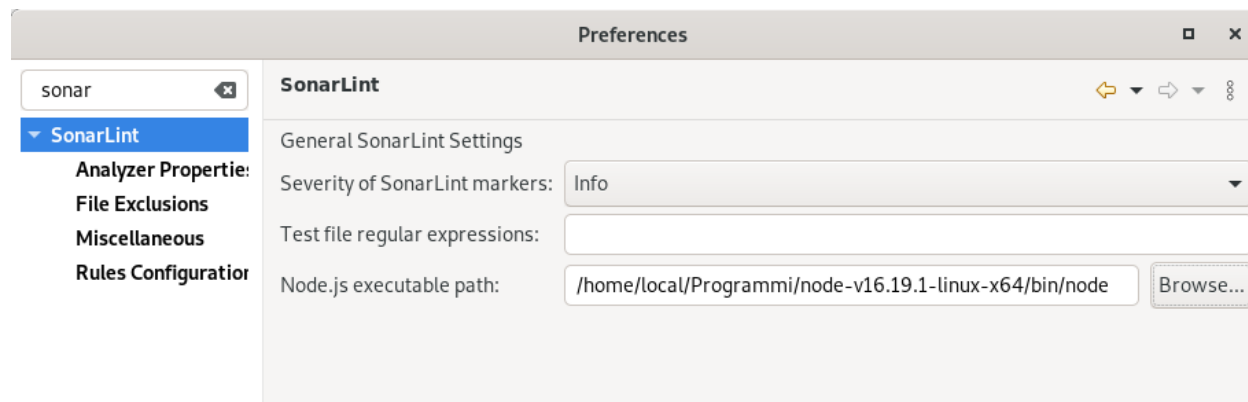 Preferences
sonar
SonarLint
Analyzer Properties
File Exclusions
Miscellaneous
Rules Configuration
SonarLint
General SonarLint Settings
Severity of SonarLint markers: Info
Test file regular expressions:
Node.js executable path: /home/local/Programmi/node-v16.19.1-linux-x64/bin/node Browse...